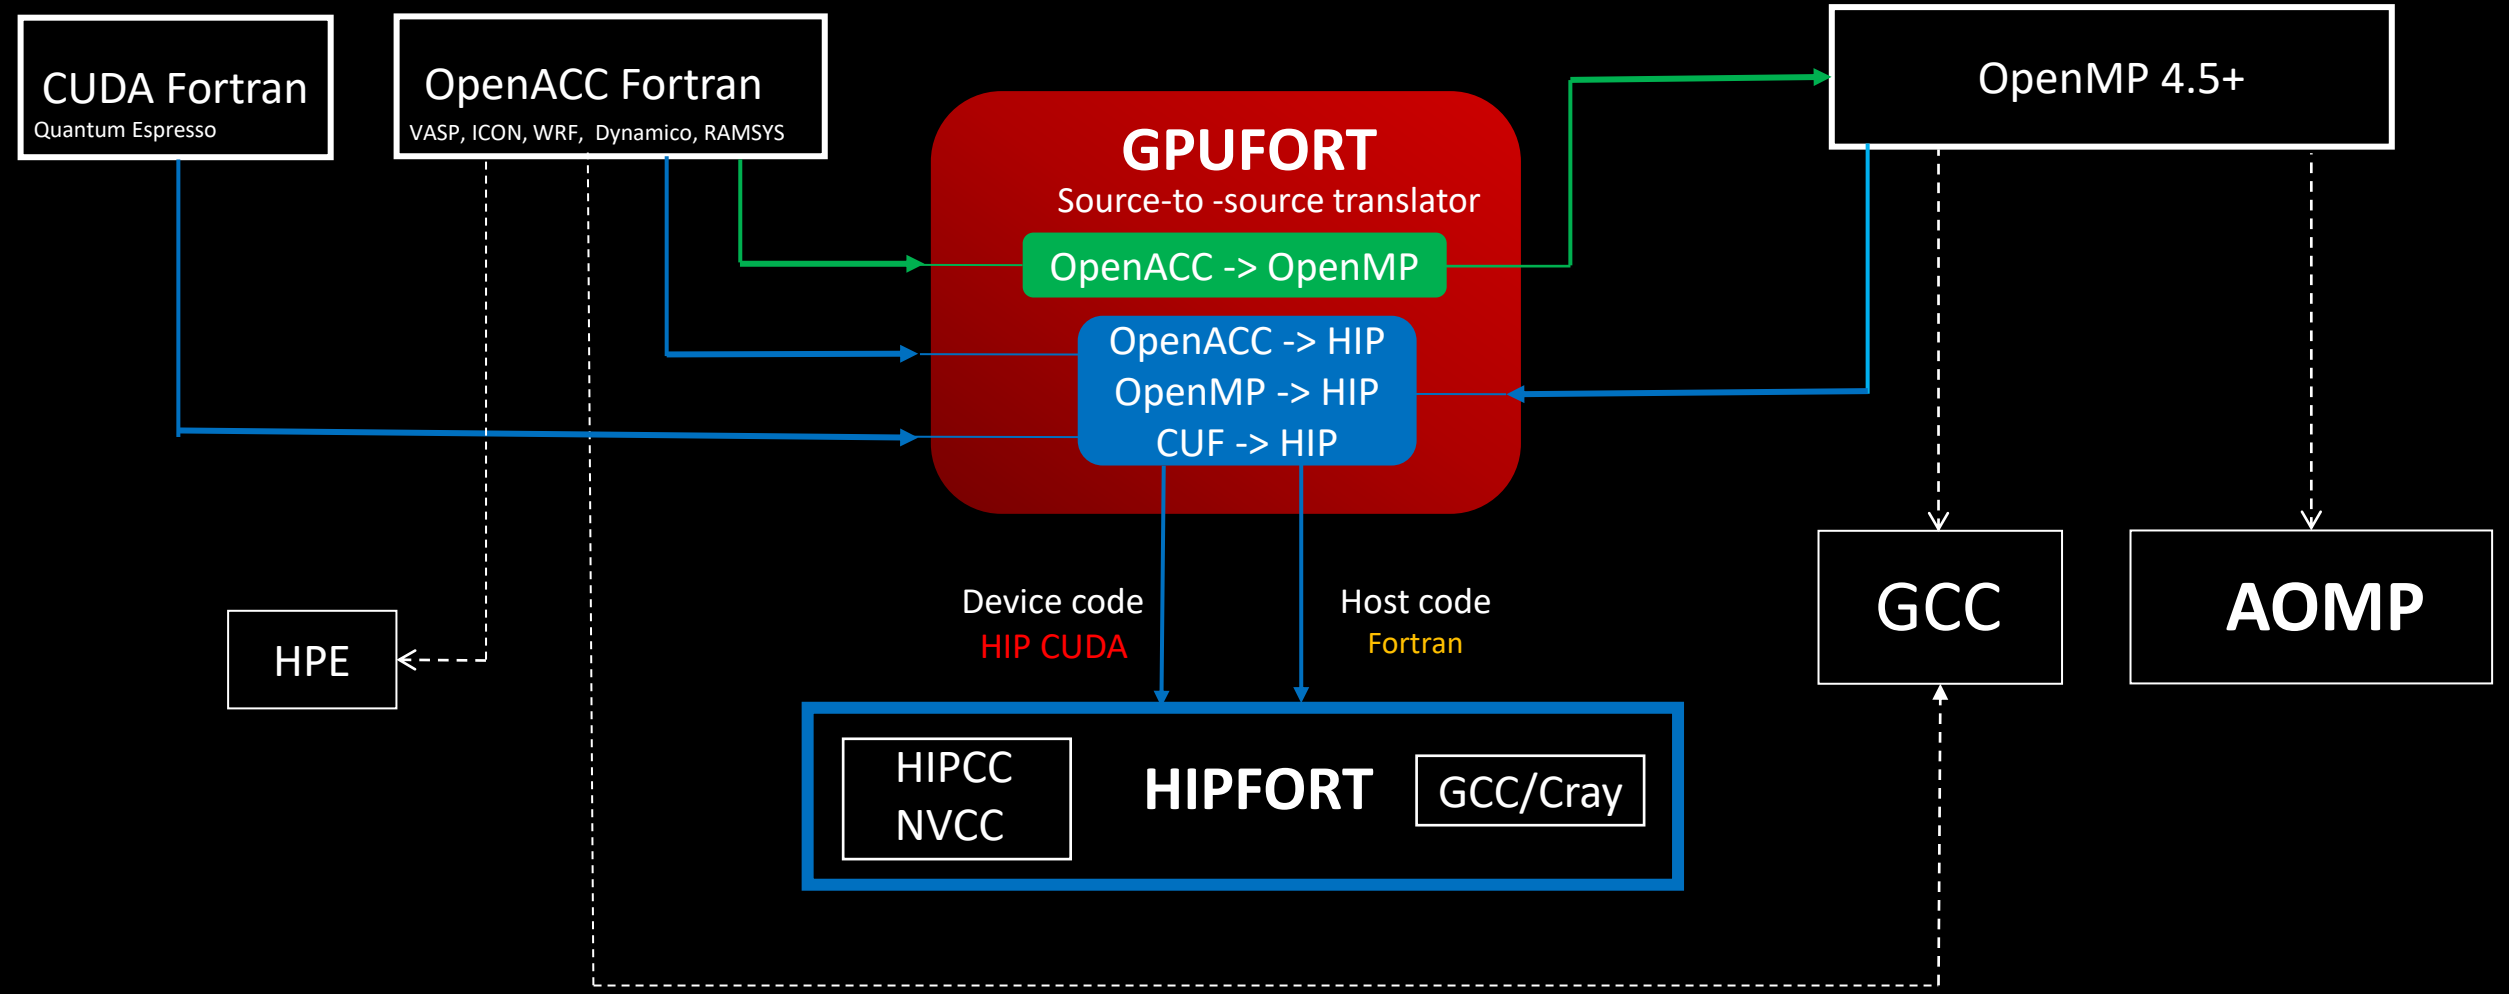 CUDA Fortran
Quantum Espresso
OpenACC Fortran
VASP, ICON, WRF, Dynamico, RAMSYS
GPUFORT
Source-to -source translator
OpenACC -> OpenMP
OpenACC -> HIP
OpenMP -> HIP
CUF -> HIP
OpenMP 4.5+
Device code
HIP CUDA
Host code
Fortran
HPE
GCC
AOMP
HIPCC
NVCC
HIPFORT
GCC/Cray